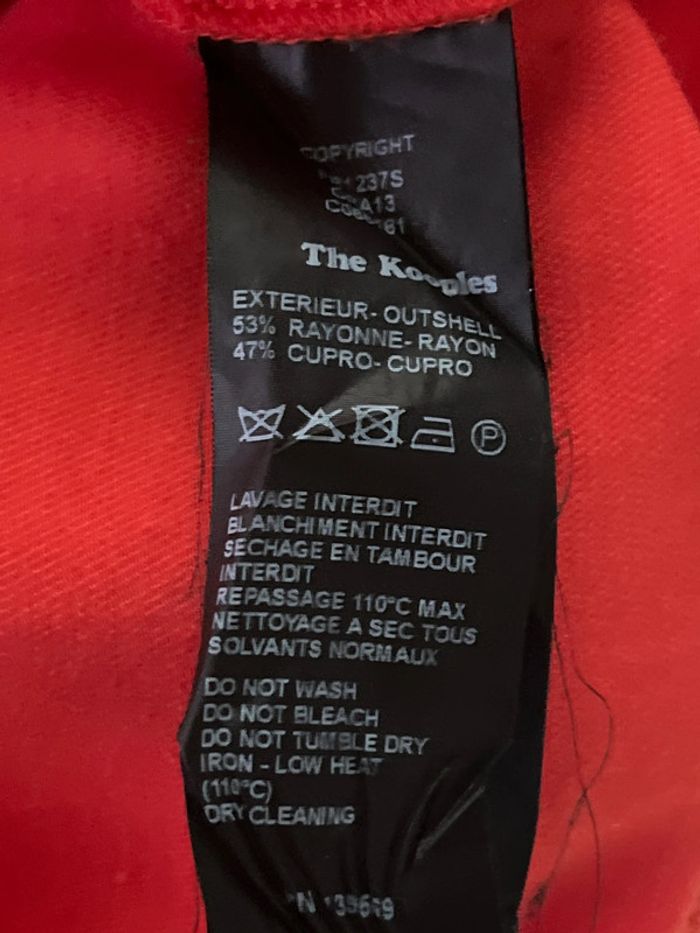 COPYRIGHT
The Kooples
EXTERIEUR- OUTSHELL
53% RAYONNE- RAYON
47% CUPRO- CUPRO
P
LAVAGE INTERDIT
BLANCHIMENT INTERDIT
SECHAGE EN TAMBOUR
INTERDIT
REPASSAGE 110°C MAX
NETTOYAGE A SEC TOUS
SOLVANTS NORMAUX
DO NOT WASH
DO NOT BLEACH
DO NOT TUMBLE DRY
IRON - LOW HEAT
(110°C)
DRY CLEANING